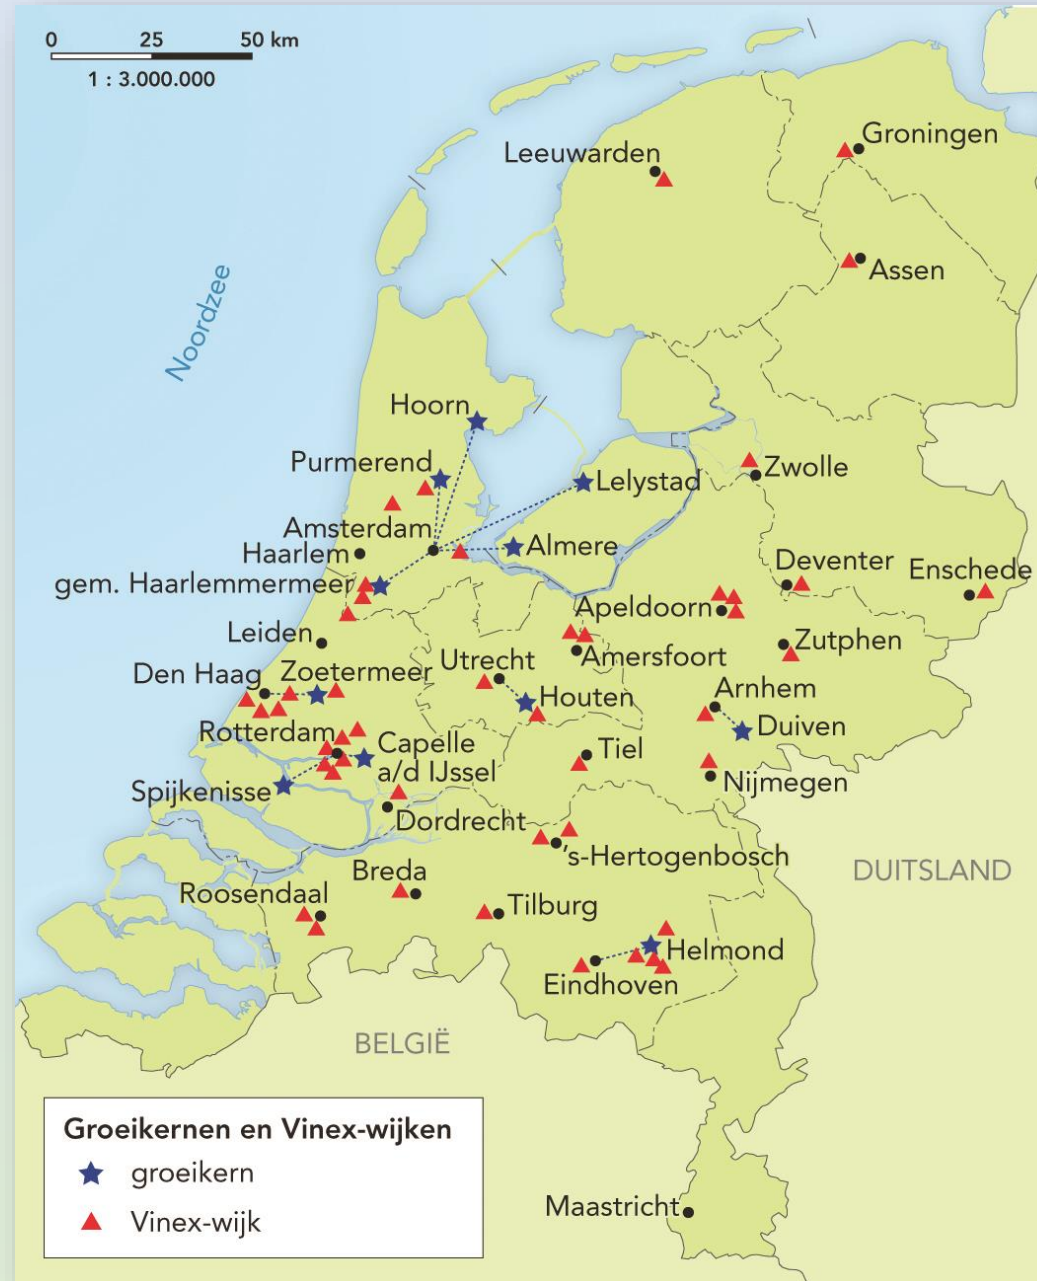 0 25 50 km
1 : 3.000.000
Groningen
Leeuwarden
Assen
Noordzee
Hoorn
Purmerend
Lelystad
Zwolle
Amsterdam
Haarlem
Almere
gem. Haarlemmermeer
Deventer
Enschede
Apeldoorn
Leiden
Zutphen
Amersfoort
Utrecht
Den Haag
Zoetermeer
Houten
Arnhem
Duiven
Rotterdam
Capelle
a/d IJssel
Tiel
Nijmegen
Spijkenisse
Dordrecht
's-Hertogenbosch
DUITSLAND
Breda
Roosendaal
Tilburg
Helmond
Eindhoven
BELGIË
Groeikernen en Vinex-wijken
groeikern
Vinex-wijk
Maastricht